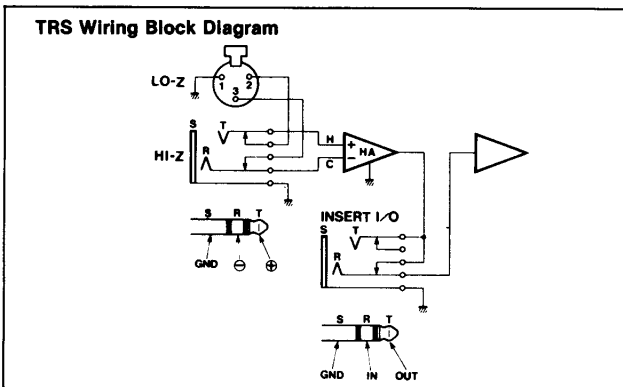 TRS Wiring Block Diagram
LO-Z
1 2
3
S
T
R
HI-Z
H
C
+
−
HA
S R T
GND ⊖ ⊕
INSERT I/O
S
T
R
S R T
GND IN OUT